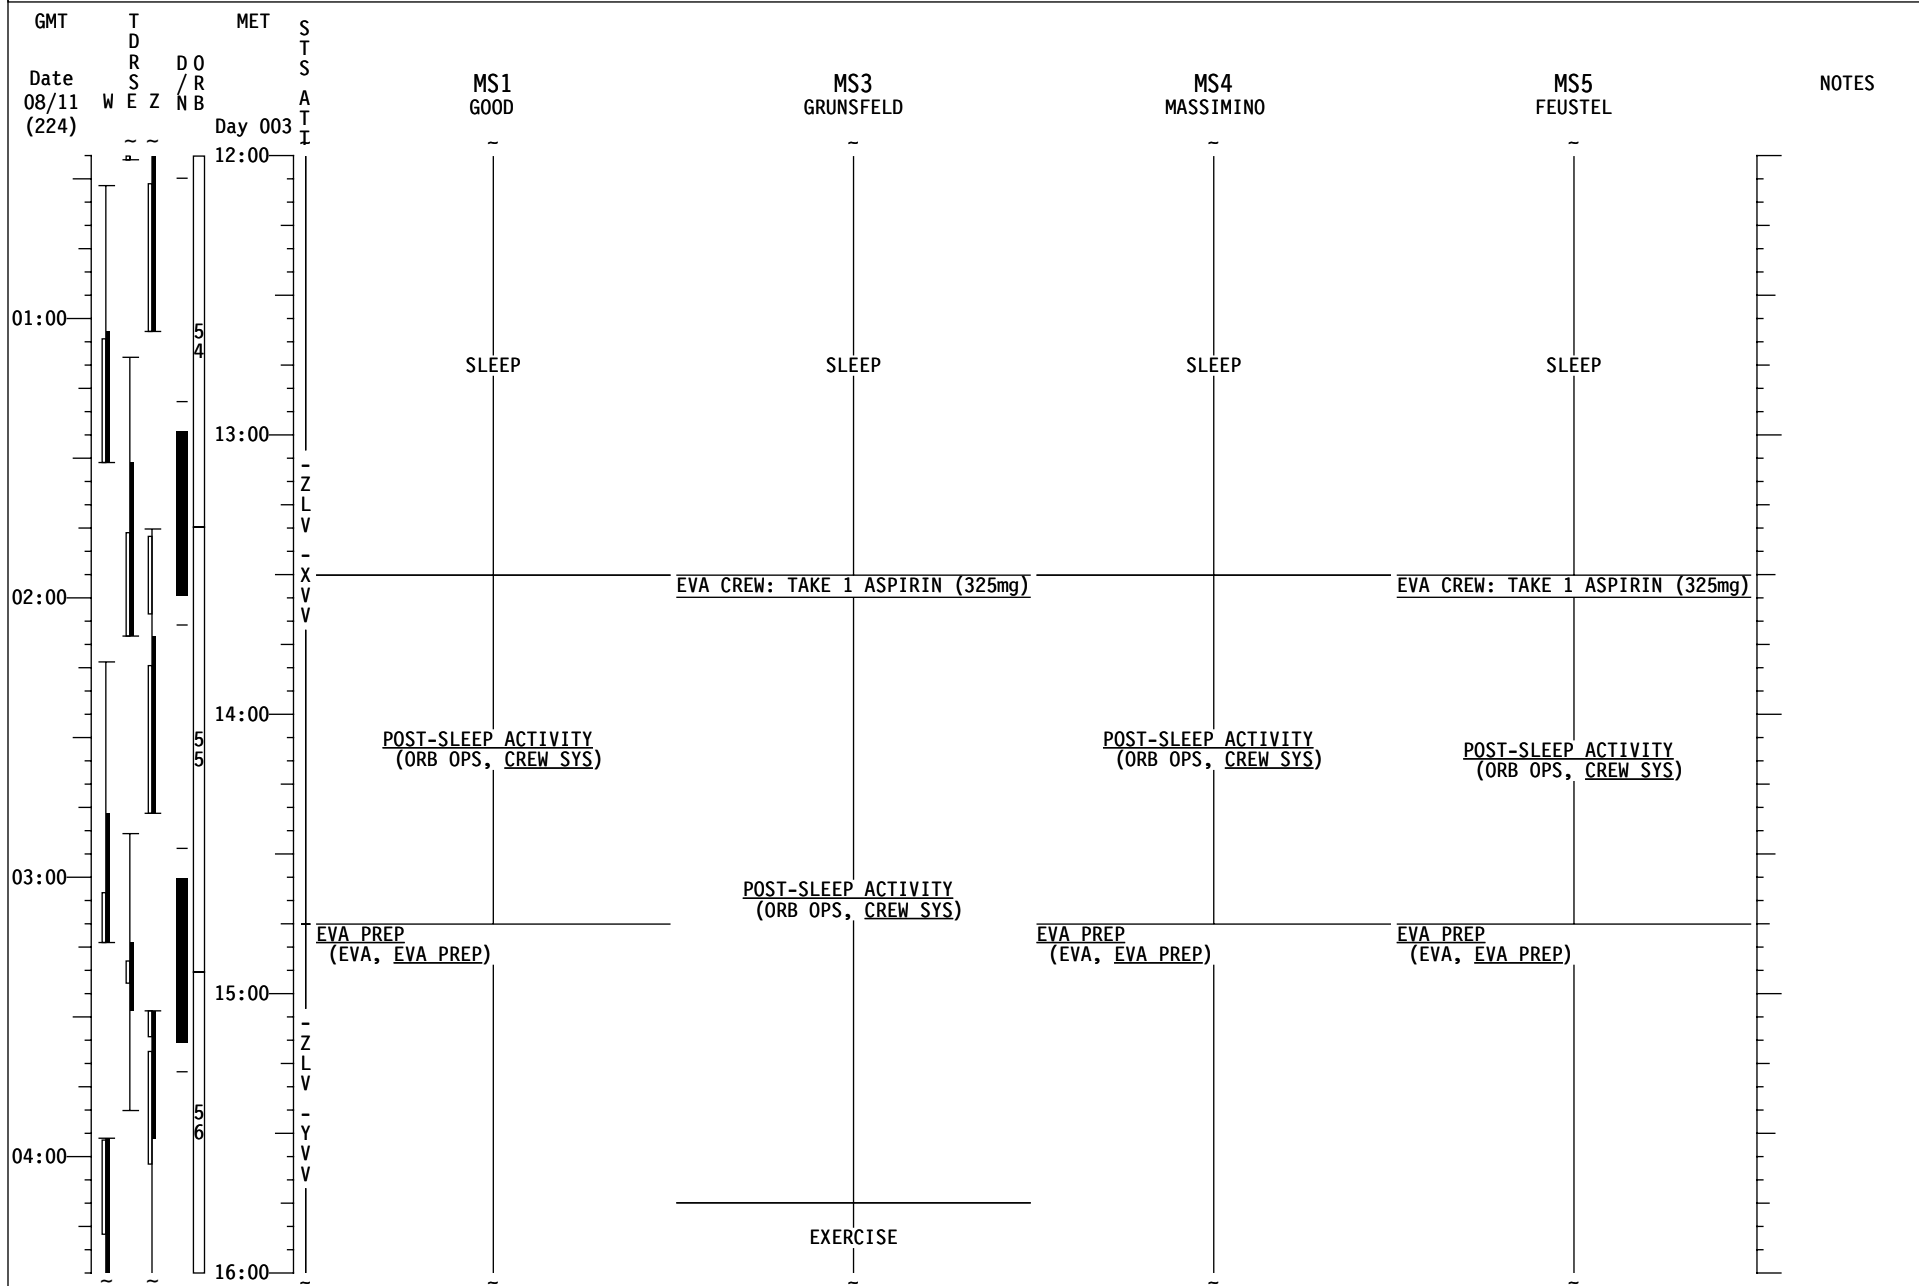 GMT
TDRSE
MET
STS ATT
Date
08/11
(224)
W E Z
D/N
ORB
Day 003
MS1
GOOD
MS3
GRUNSFELD
MS4
MASSIMINO
MS5
FEUSTEL
NOTES
~ ~ ~ ~ ~ ~
12:00
01:00
54
SLEEP SLEEP SLEEP SLEEP
13:00
-ZLV -XVV
EVA CREW: TAKE 1 ASPIRIN (325mg)
EVA CREW: TAKE 1 ASPIRIN (325mg)
02:00
14:00
55
POST-SLEEP ACTIVITY
(ORB OPS, CREW SYS)
POST-SLEEP ACTIVITY
(ORB OPS, CREW SYS)
POST-SLEEP ACTIVITY
(ORB OPS, CREW SYS)
03:00
POST-SLEEP ACTIVITY
(ORB OPS, CREW SYS)
EVA PREP
(EVA, EVA PREP)
EVA PREP
(EVA, EVA PREP)
EVA PREP
(EVA, EVA PREP)
15:00
-ZLV -YVV
56
04:00
EXERCISE
16:00
~ ~ ~ ~ ~ ~ ~